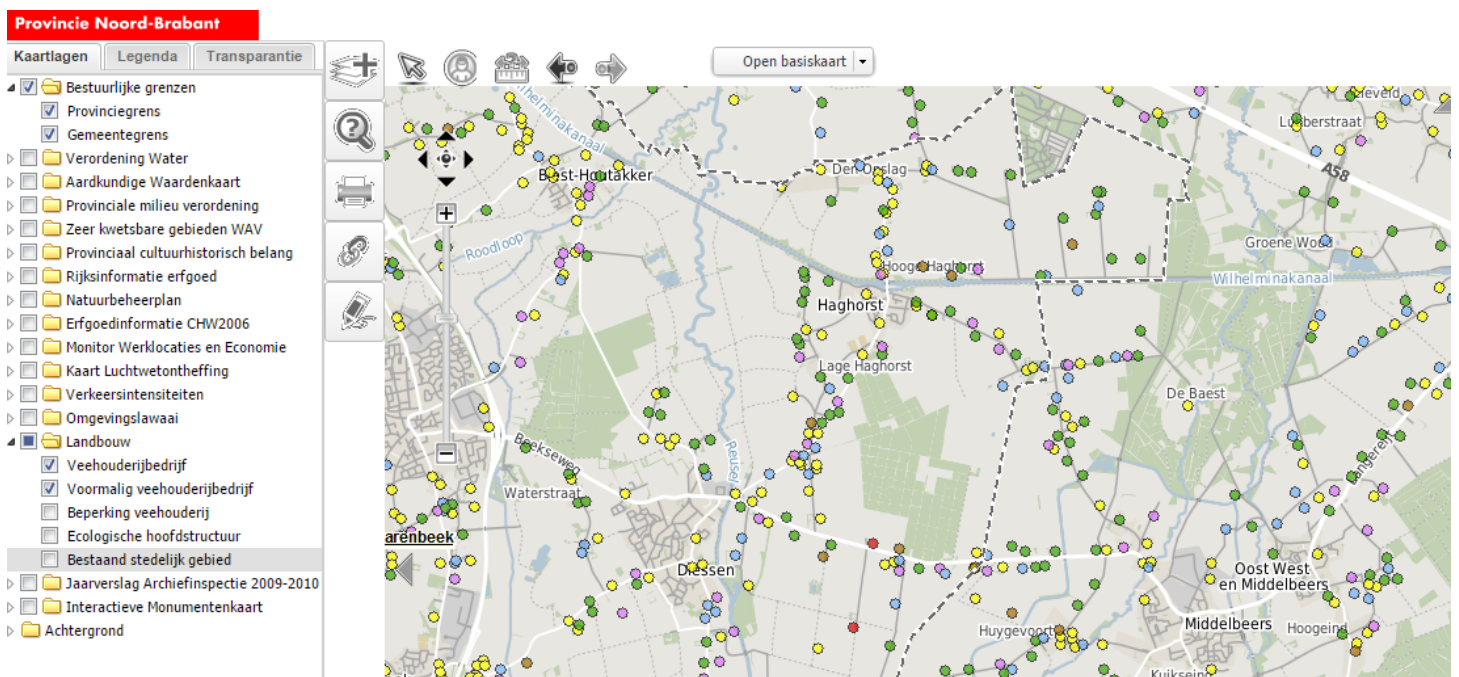 Provincie Noord-Brabant
Kaartlagen Legenda Transparantie
Open basiskaart
Bestuurlijke grenzen
Provinciegrens
Gemeentegrens
Verordening Water
Aardkundige Waardenkaart
Provinciale milieu verordening
Zeer kwetsbare gebieden WAV
Provinciaal cultuurhistorisch belang
Rijksinformatie erfgoed
Natuurbeheerplan
Erfgoedinformatie CHW2006
Monitor Werklocaties en Economie
Kaart Luchtwetontheffing
Verkeersintensiteiten
Omgevingslawaai
Landbouw
Veehouderijbedrijf
Voormalig veehouderijbedrijf
Beperking veehouderij
Ecologische hoofdstructuur
Bestaand stedelijk gebied
Jaarverslag Archiefinspectie 2009-2010
Interactieve Monumentenkaart
Achtergrond
Wilhelminakanaal
A58
Biest-Houtakker
Den Opslag
Roodloop
Groene Woud
Hooge Haghorst
Wilhelminakanaal
Haghorst
Lage Haghorst
De Baest
Beekseweg
Reusel
Waterstraat
arenbeek
Diessen
Oost West
en Middelbeers
Middelbeers
Huygevoort
Hoogeind